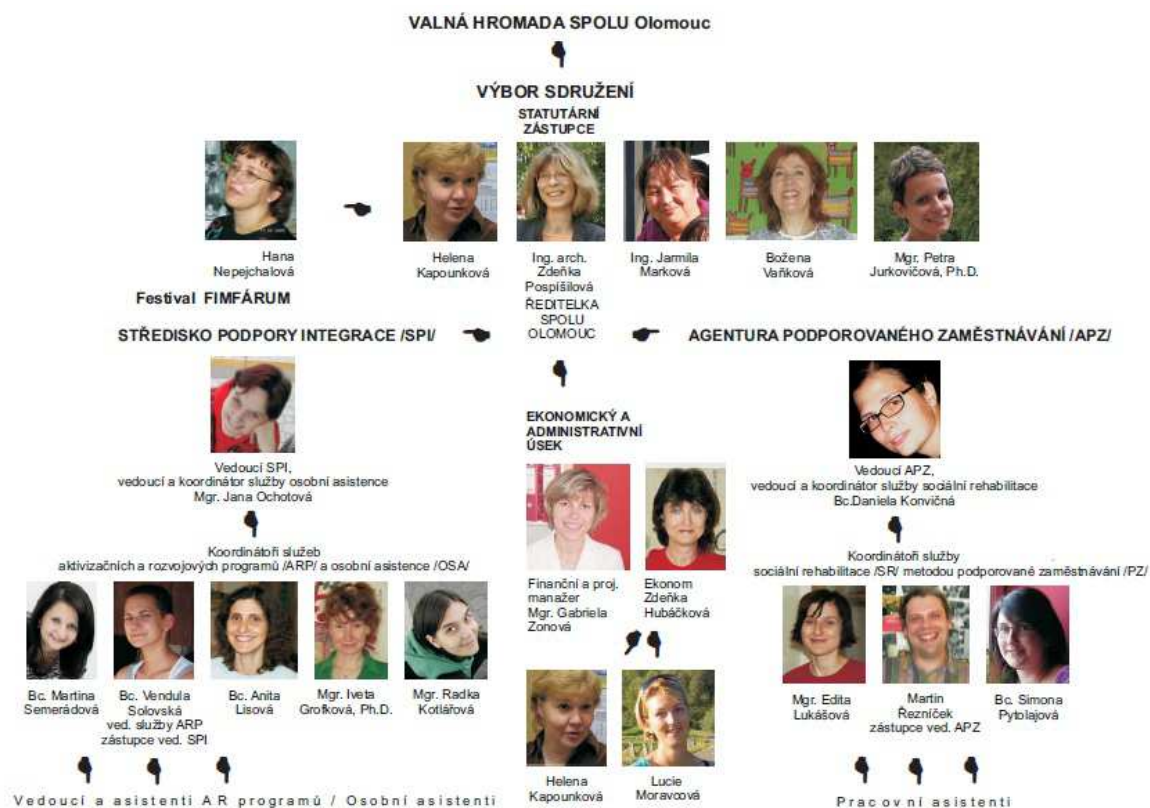 VALNÁ HROMADA SPOLU Olomouc
VÝBOR SDRUŽENÍ
STATUTÁRNÍ
ZÁSTUPCE
Hana
Nepejchalová
Helena
Kapounková
Ing. arch.
Zdeňka
Pospíšilová
Ing. Jarmila
Marková
Božena
Vaňková
Mgr. Petra
Jurkovičová, Ph.D.
Festival FIMFÁRUM
ŘEDITELKA
SPOLU
OLOMOUC
STŘEDISKO PODPORY INTEGRACE /SPI/
AGENTURA PODPOROVANÉHO ZAMĚSTNÁVÁNÍ /APZ/
Vedoucí SPI,
vedoucí a koordinátor služby osobní asistence
Mgr. Jana Ochotová
Koordinátoři služeb
aktivizačních a rozvojových programů /ARP/ a osobní asistence /OSA/
Bc. Martina
Semerádová
Bc. Vendula
Solovská
ved. služby ARP
zástupce ved. SPI
Bc. Anita
Lisová
Mgr. Iveta
Grofková, Ph.D.
Mgr. Radka
Kotlářová
Vedoucí a asistenti AR programů / Osobní asistenti
EKONOMICKÝ A
ADMINISTRATIVNÍ
ÚSEK
Finanční a proj.
manažer
Mgr. Gabriela
Zonová
Ekonom
Zdeňka
Hubáčková
Helena
Kapounková
Lucie
Moravcová
Vedoucí APZ,
vedoucí a koordinátor služby sociální rehabilitace
Bc.Daniela Konvičná
Koordinátoři služby
sociální rehabilitace /SR/ metodou podporované zaměstnávání /PZ/
Mgr. Edita
Lukášová
Martin
Řezníček
zástupce ved. APZ
Bc. Simona
Pytolajová
Pracovní asistenti